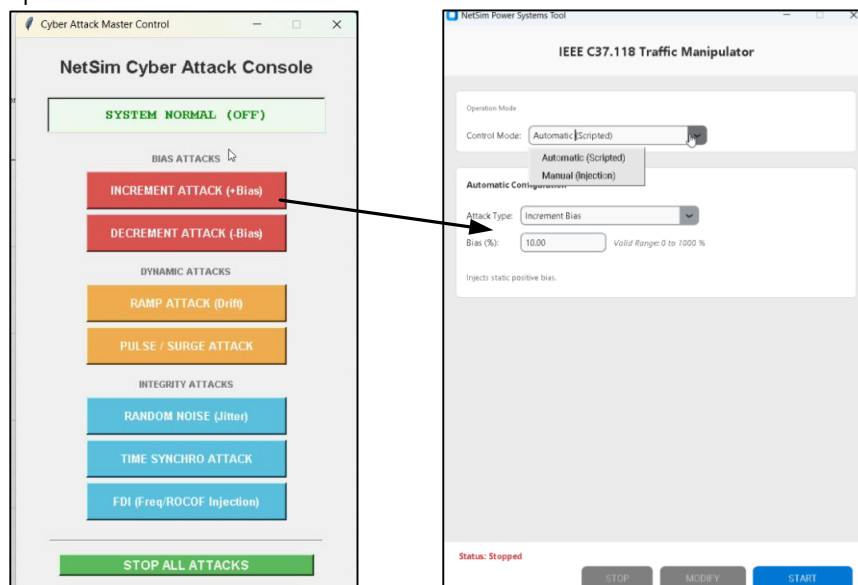 Cyber Attack Master Control
NetSim Cyber Attack Console
SYSTEM NORMAL (OFF)
BIAS ATTACKS
INCREMENT ATTACK (+Bias)
DECREMENT ATTACK (-Bias)
DYNAMIC ATTACKS
RAMP ATTACK (Drift)
PULSE / SURGE ATTACK
INTEGRITY ATTACKS
RANDOM NOISE (Jitter)
TIME SYNCHRO ATTACK
FDI (Freq/ROCOF Injection)
STOP ALL ATTACKS
NetSim Power Systems Tool
IEEE C37.118 Traffic Manipulator
Operation Mode
Control Mode: Automatic (Scripted)
Automatic (Scripted)
Manual (Injection)
Automatic
Attack Type: Increment Bias
Bias (%): 10.00 Valid Range: 0 to 1000 %
Injects static positive bias.
Status: Stopped
STOP MODIFY START